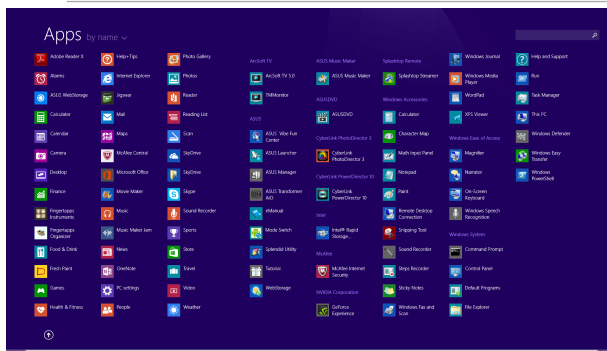 Apps by name
Adobe Reader X
Alarms
ASUS WebStorage
Calculator
Calendar
Camera
Desktop
Finance
Fingertapps Instruments
Fingertapps Organizer
Food & Drink
Fresh Paint
Games
Health & Fitness
Help+Tips
Internet Explorer
Jigswar
Mail
Maps
McAfee Central
Microsoft Office
Movie Maker
Music
Music Maker Jam
News
OneNote
PC settings
People
Photo Gallery
Photos
Reader
Reading List
Scan
SkyDrive
SkyDrive
Skype
Sound Recorder
Sports
Store
Travel
Video
Weather
ArcSoft TV
ArcSoft TV 5.0
TMMonitor
ASUS
ASUS Vibe Fun
Center
ASUS Launcher
ASUS Manager
ASUS Transformer
AIO
eManual
Mode Switch
Splendid Utility
Tutorial
WebStorage
ASUS Music Maker
ASUS Music Maker
ASUSDVD
ASUSDVD
CyberLink PhotoDirector 3
CyberLink
PhotoDirector 3
CyberLink PowerDirector 10
CyberLink
PowerDirector 10
Intel
Intel® Rapid
Storage...
McAfee
McAfee Internet
Security
NVIDIA Corporation
GeForce
Experience
Splashtop Remote
Splashtop Streamer
Windows Accessories
Calculator
Character Map
Math Input Panel
Notepad
Paint
Remote Desktop
Connection
Snipping Tool
Sound Recorder
Steps Recorder
Sticky Notes
Windows Fax and
Scan
Windows Journal
Windows Media
Player
WordPad
XPS Viewer
Windows Ease of Access
Magnifier
Narrator
On-Screen
Keyboard
Windows Speech
Recognition
Windows System
Command Prompt
Control Panel
Default Programs
File Explorer
Help and Support
Run
Task Manager
This PC
Windows Defender
Windows Easy
Transfer
Windows
PowerShell